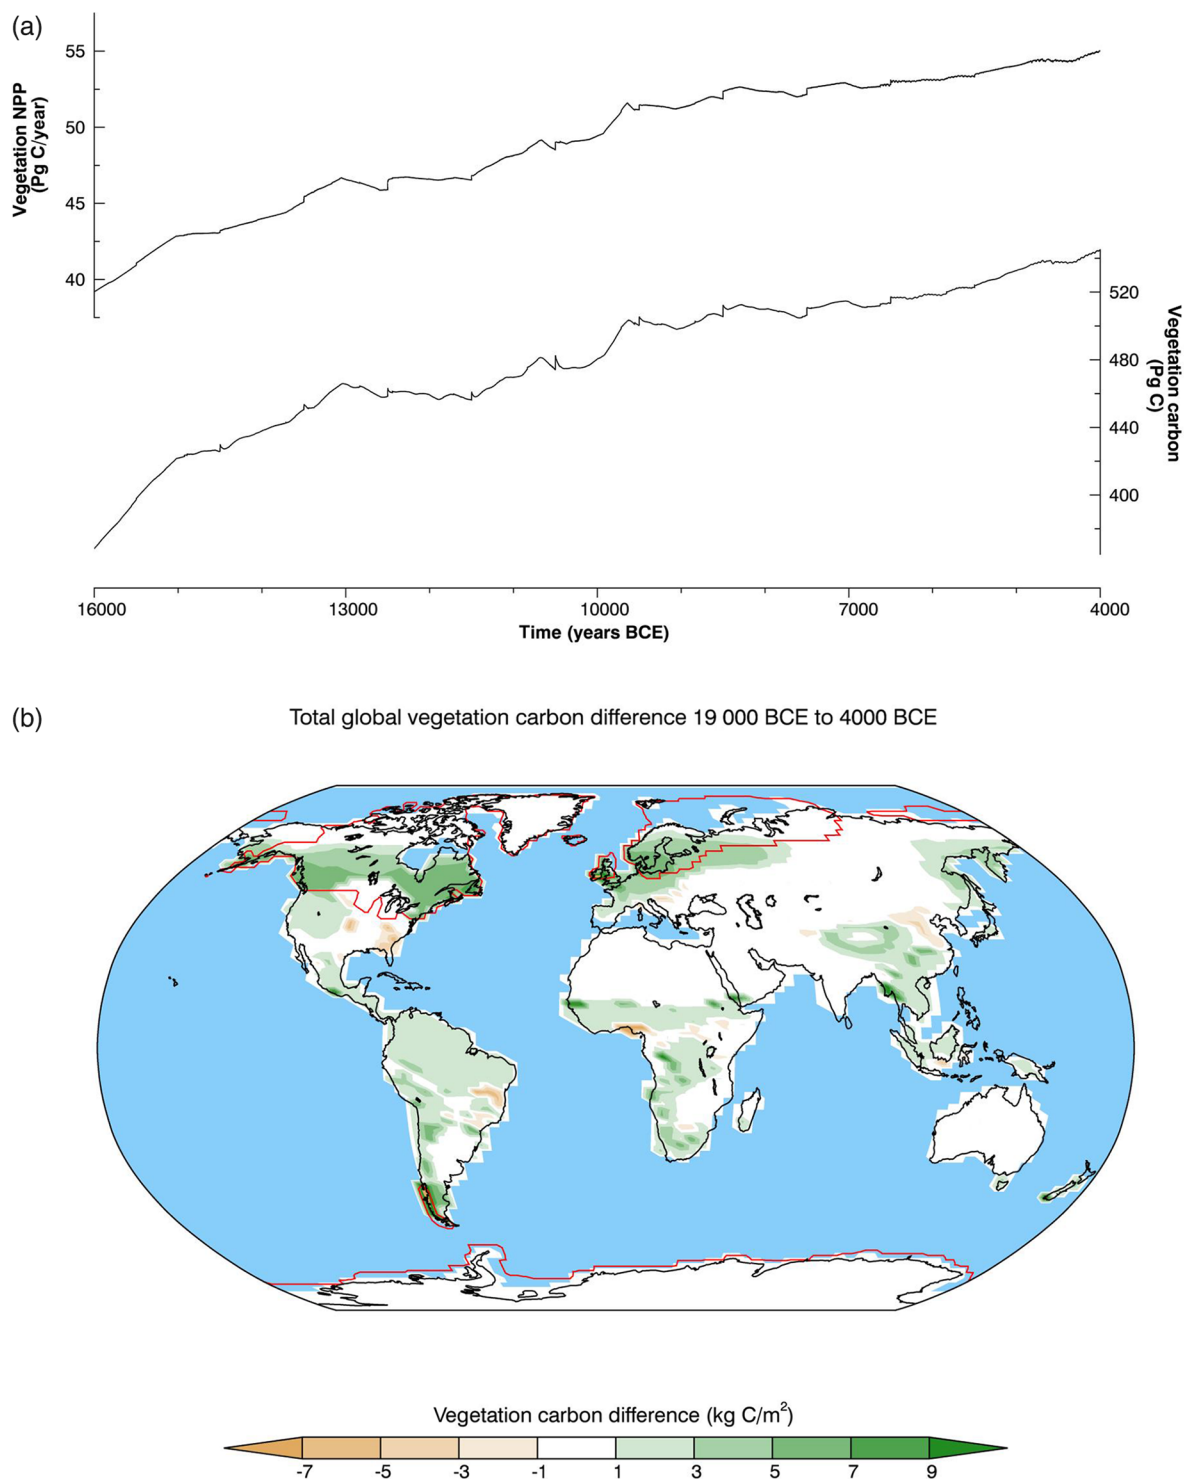 (a)
55
50
45
40
Vegetation NPP
(Pg C/year)
520
480
440
400
Vegetation carbon
(Pg C)
16000 13000 10000 7000 4000
Time (years BCE)
(b)
Total global vegetation carbon difference 19 000 BCE to 4000 BCE
Vegetation carbon difference (kg C/m²)
-7 -5 -3 -1 1 3 5 7 9